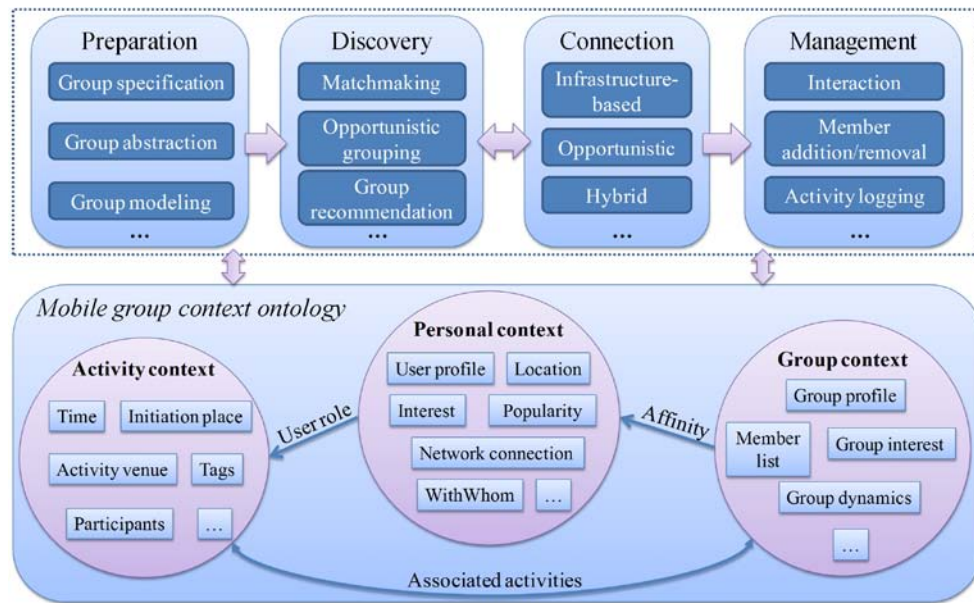 Preparation
Group specification
Group abstraction
Group modeling
...
Discovery
Matchmaking
Opportunistic
grouping
Group
recommendation
...
Connection
Infrastructure-
based
Opportunistic
Hybrid
...
Management
Interaction
Member
addition/removal
Activity logging
...
Mobile group context ontology
Activity context
Time
Initiation place
Activity venue
Tags
Participants
...
User role
Personal context
User profile
Location
Interest
Popularity
Network connection
WithWhom
...
Affinity
Group context
Group profile
Member
list
Group interest
Group dynamics
...
Associated activities